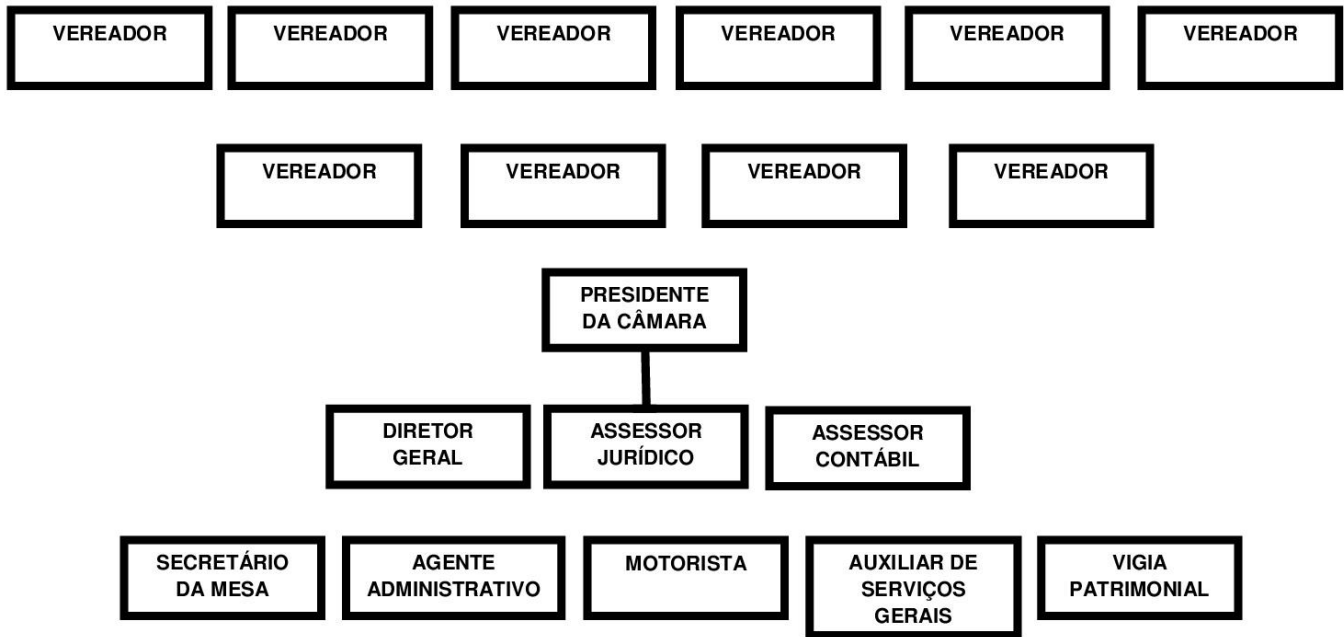 VEREADOR VEREADOR VEREADOR VEREADOR VEREADOR VEREADOR
VEREADOR VEREADOR VEREADOR VEREADOR
PRESIDENTE
DA CÂMARA
DIRETOR
GERAL
ASSESSOR
JURÍDICO
ASSESSOR
CONTÁBIL
SECRETÁRIO
DA MESA
AGENTE
ADMINISTRATIVO
MOTORISTA
AUXILIAR DE
SERVIÇOS
GERAIS
VIGIA
PATRIMONIAL